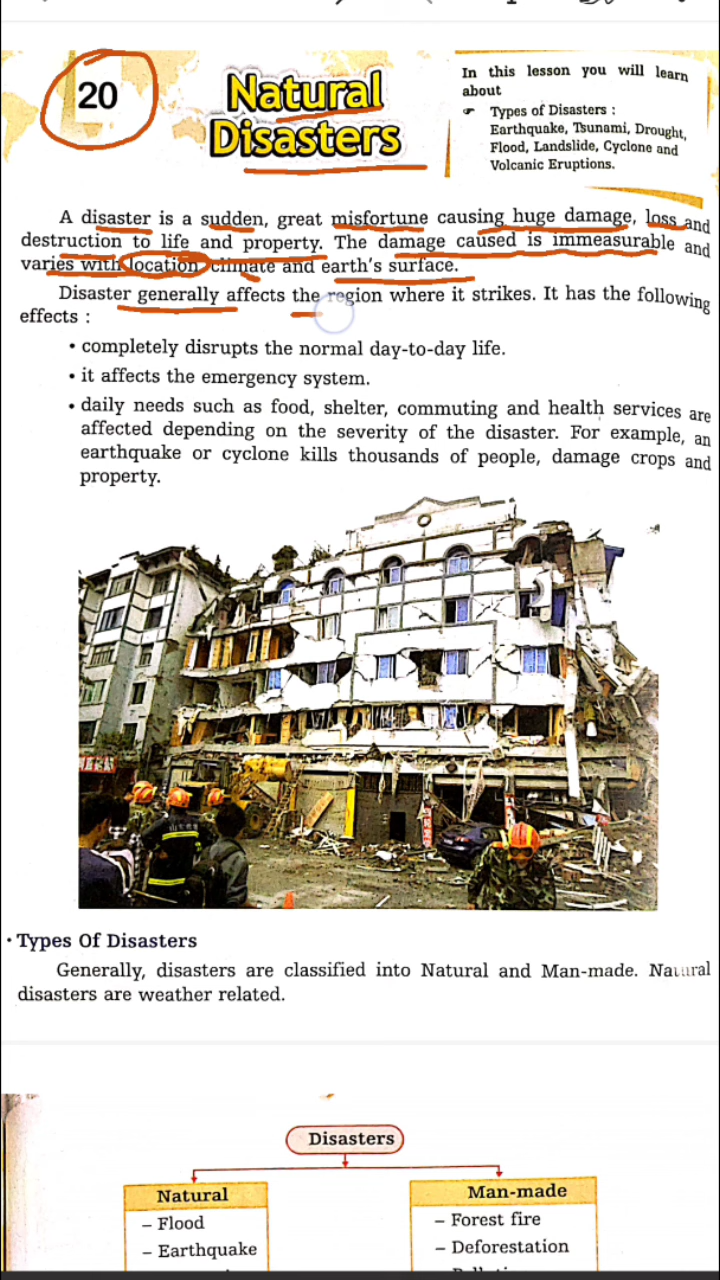 20
Natural
Disasters
In this lesson you will learn
about
Types of Disasters :
Earthquake, Tsunami, Drought,
Flood, Landslide, Cyclone and
Volcanic Eruptions.
A disaster is a sudden, great misfortune causing huge damage, loss and
destruction to life and property. The damage caused is immeasurable and
varies with location climate and earth's surface.
Disaster generally affects the region where it strikes. It has the following
effects :
• completely disrupts the normal day-to-day life.
• it affects the emergency system.
• daily needs such as food, shelter, commuting and health services are
affected depending on the severity of the disaster. For example, an
earthquake or cyclone kills thousands of people, damage crops and
property.
• Types Of Disasters
Generally, disasters are classified into Natural and Man-made. Natural
disasters are weather related.
Disasters
Natural
– Flood
– Earthquake
Man-made
– Forest fire
– Deforestation